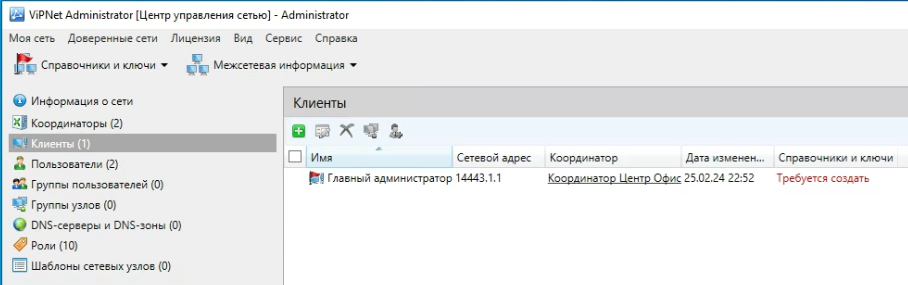 ViPNet Administrator [Центр управления сетью] - Administrator
Моя сеть Доверенные сети Лицензия Вид Сервис Справка
Справочники и ключи Межсетевая информация
Информация о сети
Координаторы (2)
Клиенты (1)
Пользователи (2)
Группы пользователей (0)
Группы узлов (0)
DNS-серверы и DNS-зоны (0)
Роли (10)
Шаблоны сетевых узлов (0)
Клиенты
Имя Сетевой адрес Координатор Дата изменен... Справочники и ключи
Главный администратор 14443.1.1 Координатор Центр Офис 25.02.24 22:52 Требуется создать